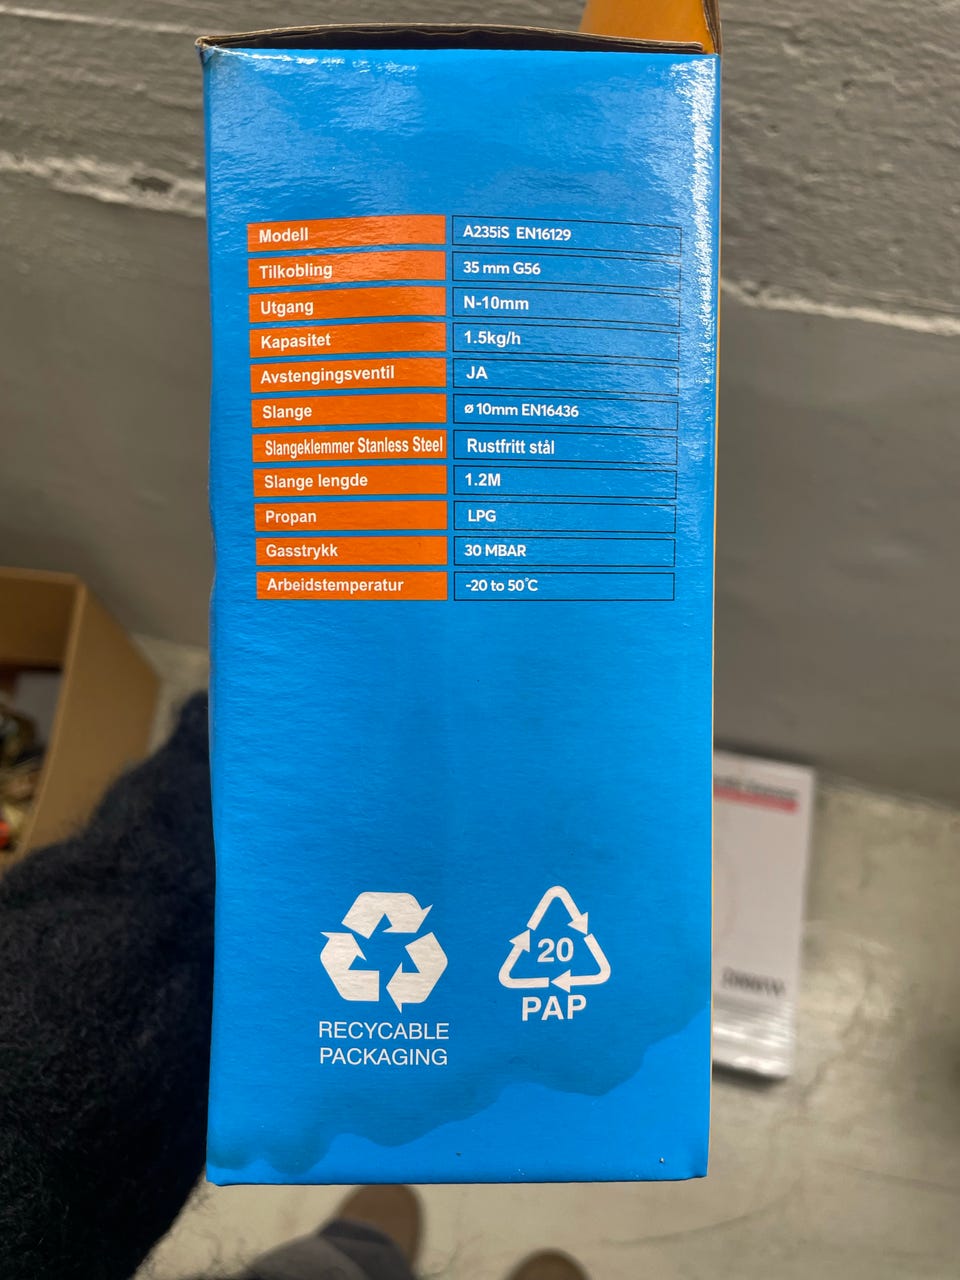 Modell A235iS EN16129
Tilkobling 35 mm G56
Utgang N-10mm
Kapasitet 1.5kg/h
Avstengingsventil JA
Slange ø 10mm EN16436
Slangeklemmer Stanless Steel Rustfritt stål
Slange lengde 1.2M
Propan LPG
Gasstrykk 30 MBAR
Arbeidstemperatur -20 to 50°C
20
PAP
RECYCABLE
PACKAGING